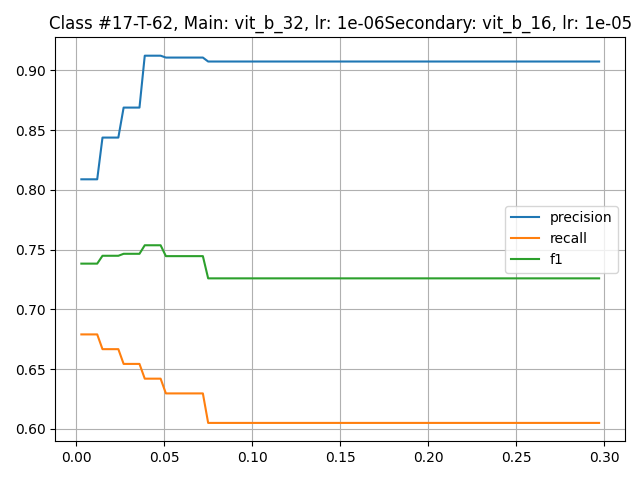 Class #17-T-62, Main: vit_b_32, lr: 1e-06Secondary: vit_b_16, lr: 1e-05
0.90
0.85
0.80
0.75
0.70
0.65
0.60
precision
recall
f1
0.00 0.05 0.10 0.15 0.20 0.25 0.30